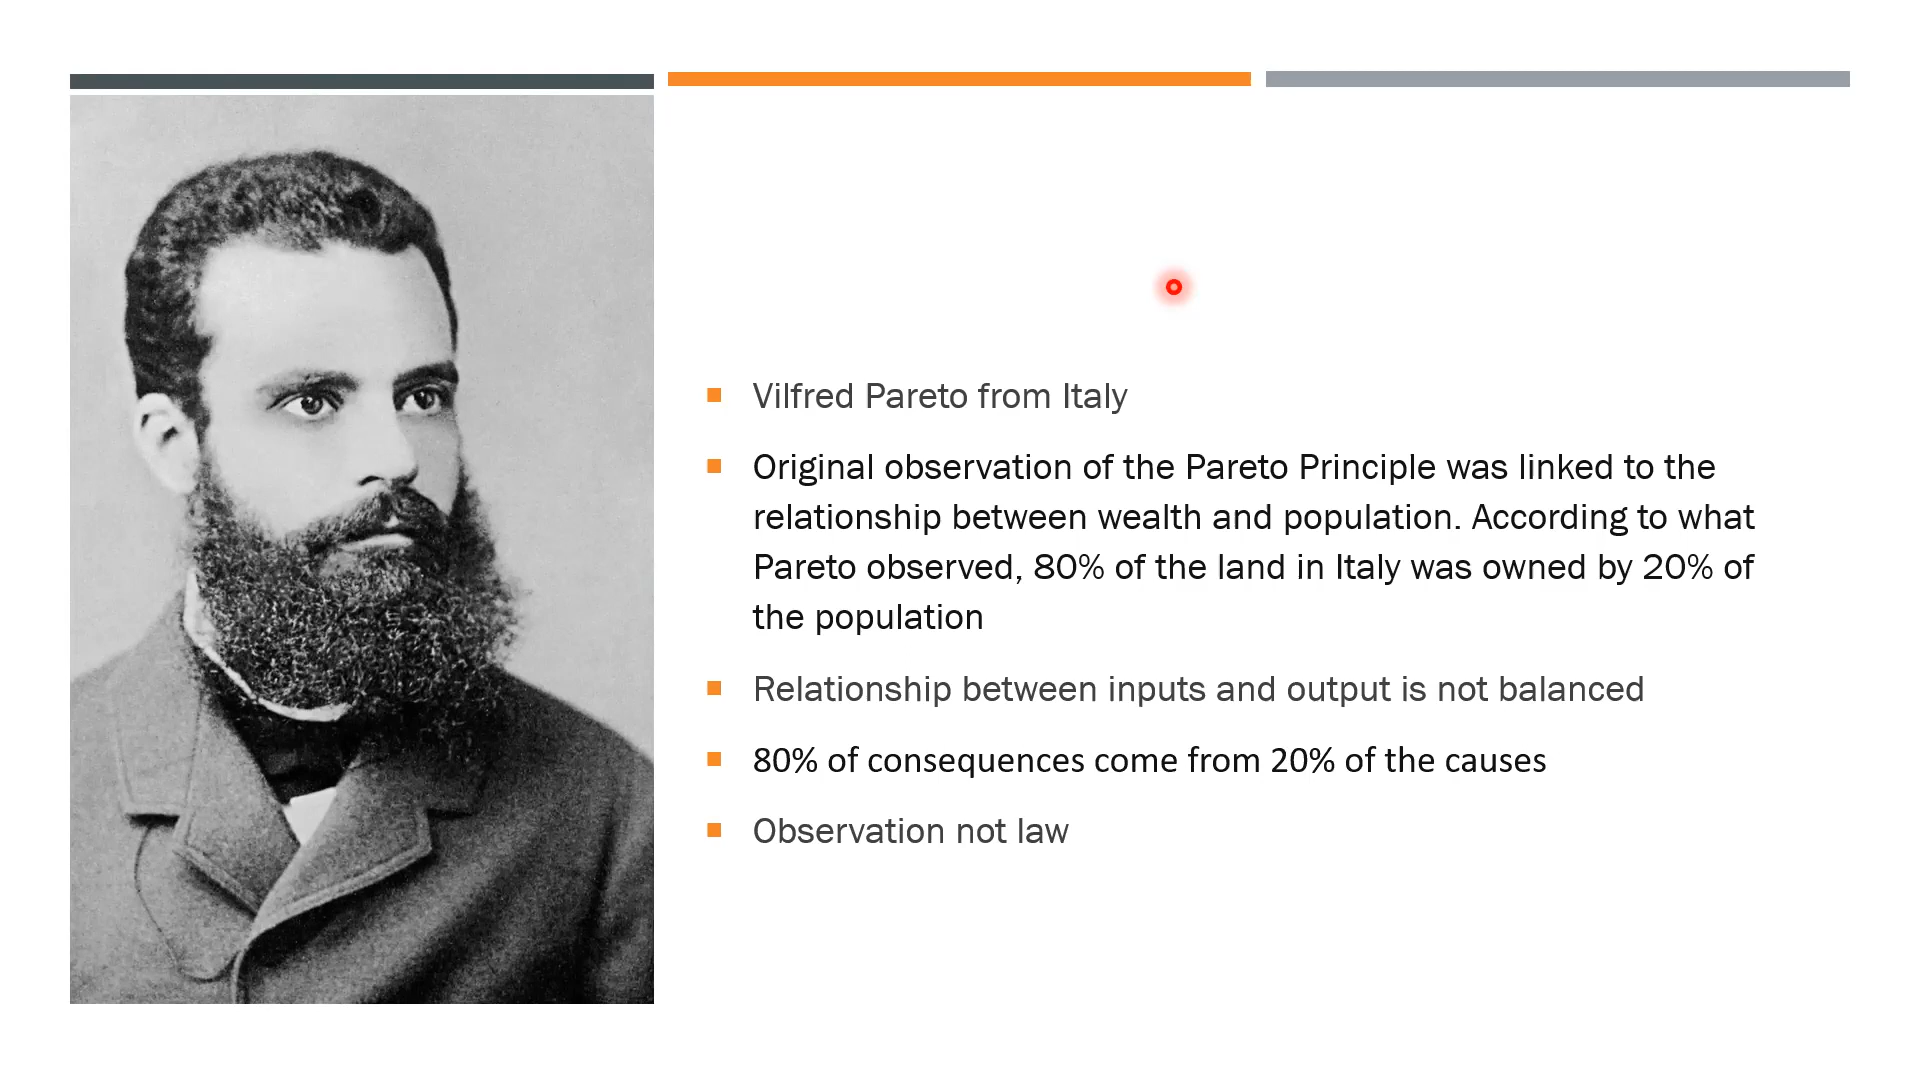 Vilfred Pareto from Italy
Original observation of the Pareto Principle was linked to the
relationship between wealth and population. According to what
Pareto observed, 80% of the land in Italy was owned by 20% of
the population
Relationship between inputs and output is not balanced
80% of consequences come from 20% of the causes
Observation not law